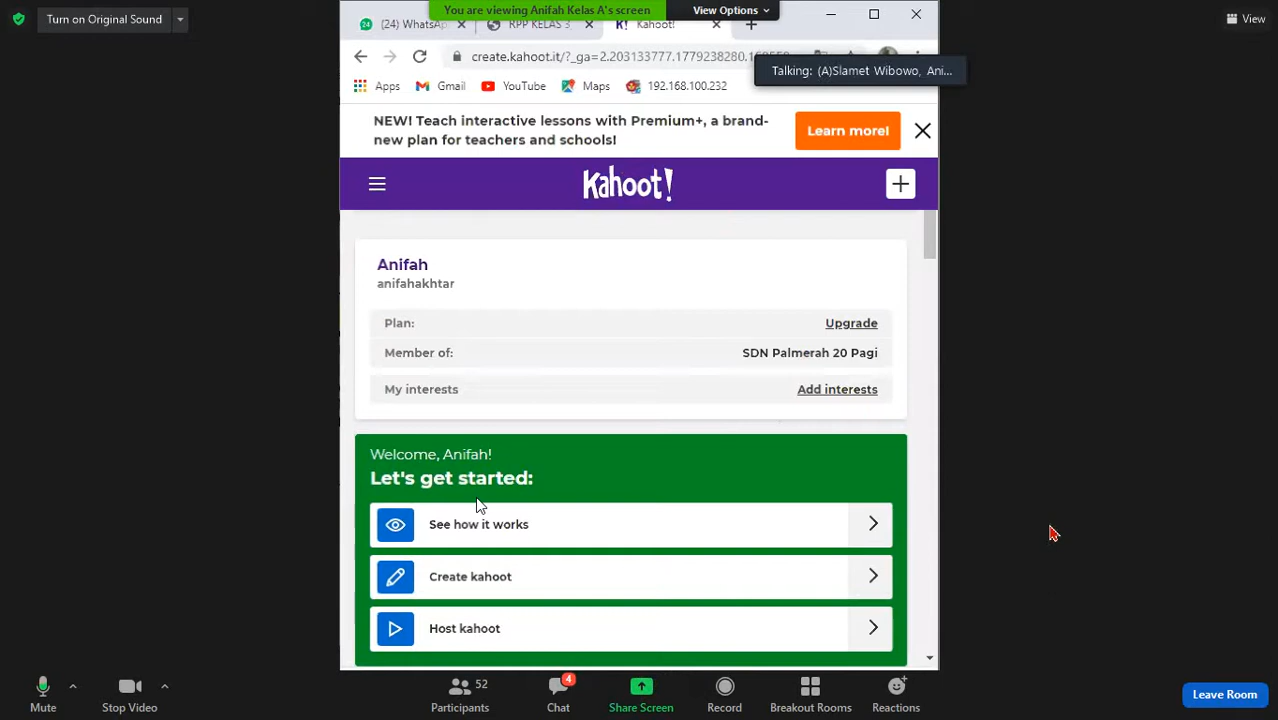 Turn on Original Sound
You are viewing Anifah Kelas A's screen
View Options
View
(24) WhatsAp
RPP KELAS 3
Kahoot!
create.kahoot.it/?_ga=2.203133777.1779238280.1
Talking: (A)Slamet Wibowo, Ani...
Apps
Gmail
YouTube
Maps
192.168.100.232
NEW! Teach interactive lessons with Premium+, a brand-
new plan for teachers and schools!
Learn more!
Kahoot!
Anifah
anifahakhtar
Plan:
Upgrade
Member of:
SDN Palmerah 20 Pagi
My interests
Add interests
Welcome, Anifah!
Let's get started:
See how it works
Create kahoot
Host kahoot
Mute
Stop Video
52
Participants
4
Chat
Share Screen
Record
Breakout Rooms
Reactions
Leave Room